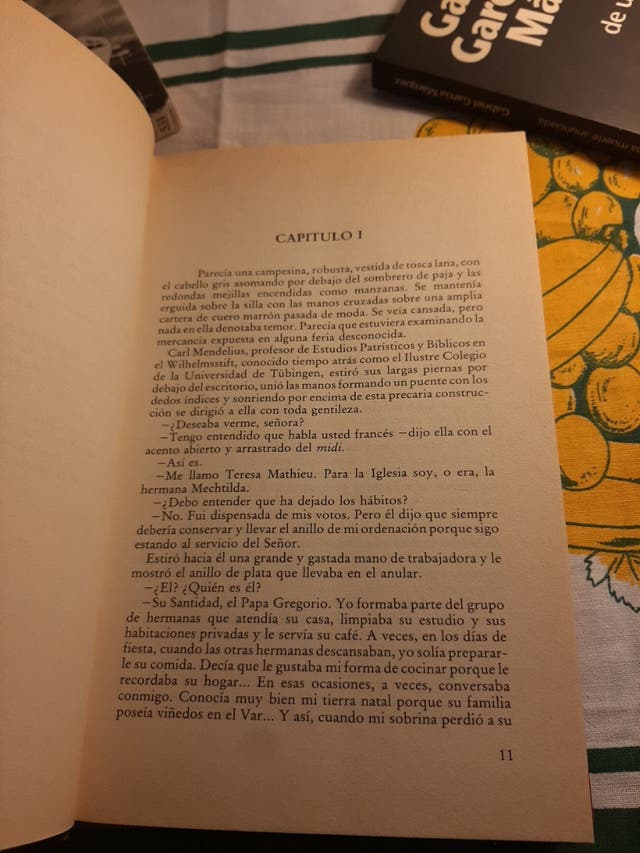 Ga
Garc
Má
de u
Gabriel García Márquez
na muerte anunciada
CAPITULO I
Parecía una campesina, robusta, vestida de tosca lana, con
el cabello gris asomando por debajo del sombrero de paja y las
redondas mejillas encendidas como manzanas. Se mantenía
erguida sobre la silla con las manos cruzadas sobre una amplia
cartera de cuero marrón pasada de moda. Se veía cansada, pero
nada en ella denotaba temor. Parecía que estuviera examinando la
mercancía expuesta en alguna feria desconocida.
Carl Mendelius, profesor de Estudios Patrísticos y Bíblicos en
el Wilhelmsstift, conocido tiempo atrás como el Ilustre Colegio
de la Universidad de Tübingen, estiró sus largas piernas por
debajo del escritorio, unió las manos formando un puente con los
dedos índices y sonriendo por encima de esta precaria construc-
ción se dirigió a ella con toda gentileza.
—¿Deseaba verme, señora?
—Tengo entendido que habla usted francés —dijo ella con el
acento abierto y arrastrado del midi.
—Así es.
—Me llamo Teresa Mathieu. Para la Iglesia soy, o era, la
hermana Mechtilda.
—¿Debo entender que ha dejado los hábitos?
—No. Fui dispensada de mis votos. Pero él dijo que siempre
debería conservar y llevar el anillo de mi ordenación porque sigo
estando al servicio del Señor.
Estiró hacia él una grande y gastada mano de trabajadora y le
mostró el anillo de plata que llevaba en el anular.
—¿El? ¿Quién es él?
—Su Santidad, el Papa Gregorio. Yo formaba parte del grupo
de hermanas que atendía su casa, limpiaba su estudio y sus
habitaciones privadas y le servía su café. A veces, en los días de
fiesta, cuando las otras hermanas descansaban, yo solía preparar-
le su comida. Decía que le gustaba mi forma de cocinar porque le
recordaba su hogar... En esas ocasiones, a veces, conversaba
conmigo. Conocía muy bien mi tierra natal porque su familia
poseía viñedos en el Var... Y así, cuando mi sobrina perdió a su
11